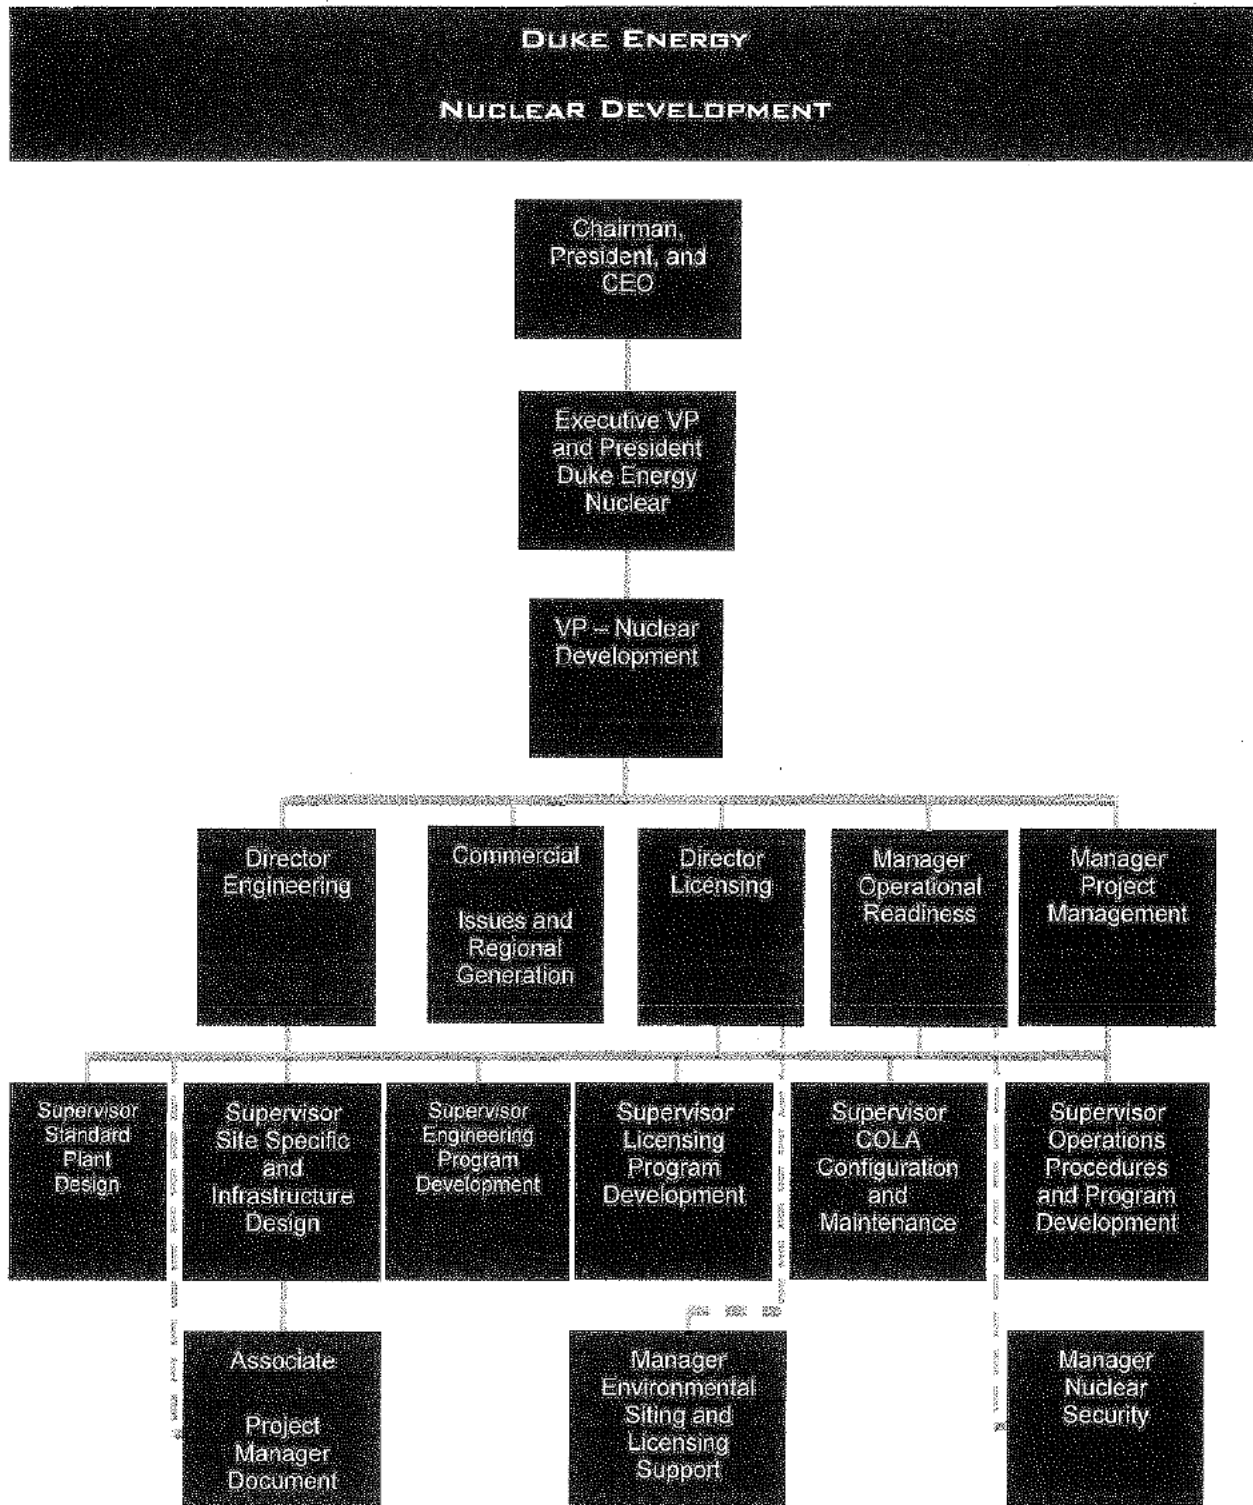 DUKE ENERGY
NUCLEAR DEVELOPMENT
Chairman,
President, and
CEO
Executive VP
and President
Duke Energy
Nuclear
VP – Nuclear
Development
Director
Engineering
Commercial
Issues and
Regional
Generation
Director
Licensing
Manager
Operational
Readiness
Manager
Project
Management
Supervisor
Standard
Plant
Design
Supervisor
Site Specific
and
Infrastructure
Design
Supervisor
Engineering
Program
Development
Supervisor
Licensing
Program
Development
Supervisor
COLA
Configuration
and
Maintenance
Supervisor
Operations
Procedures
and Program
Development
Associate
Project
Manager
Document
Manager
Environmental
Siting and
Licensing
Support
Manager
Nuclear
Security